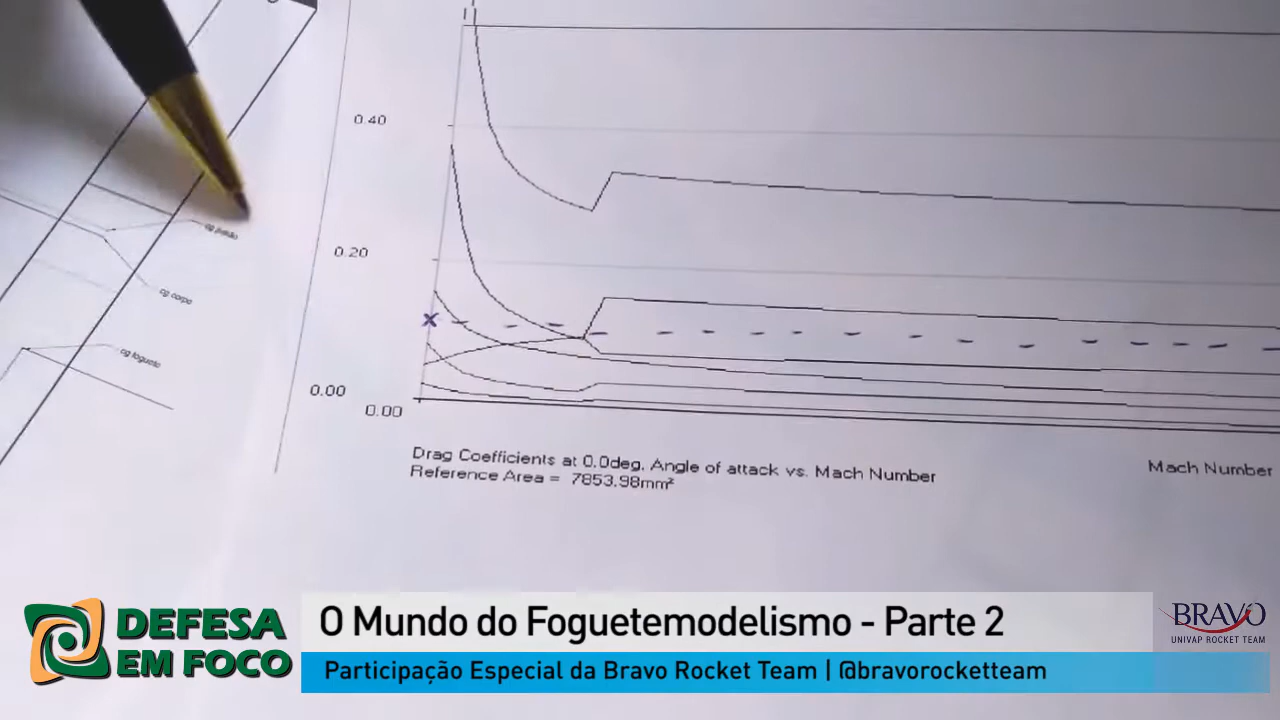 0.40
0.20
0.00
0.00
cg corpo
cg foguete
Drag Coefficients at 0.0deg. Angle of attack vs. Mach Number
Reference Area = 7853.98mm²
Mach Number
DEFESA
EM FOCO
O Mundo do Foguetemodelismo - Parte 2
Participação Especial da Bravo Rocket Team | @bravorocketteam
BRAVO
UNIVAP ROCKET TEAM